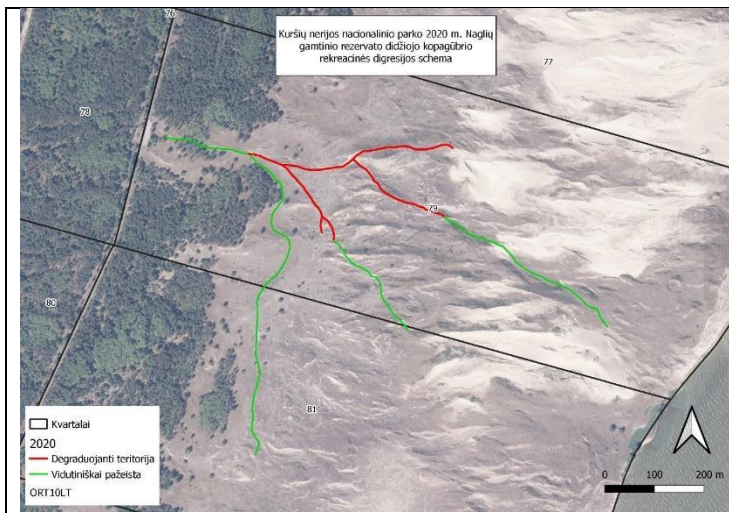 Kuršių nerijos nacionalinio parko 2020 m. Naglių
gamtinio rezervato didžiojo kopagūbrio
rekreacinės digresijos schema
76
77
78
79
80
81
Kvartalai
2020
Degraduojanti teritorija
Vidutiniškai pažeista
ORT10LT
0 100 200 m